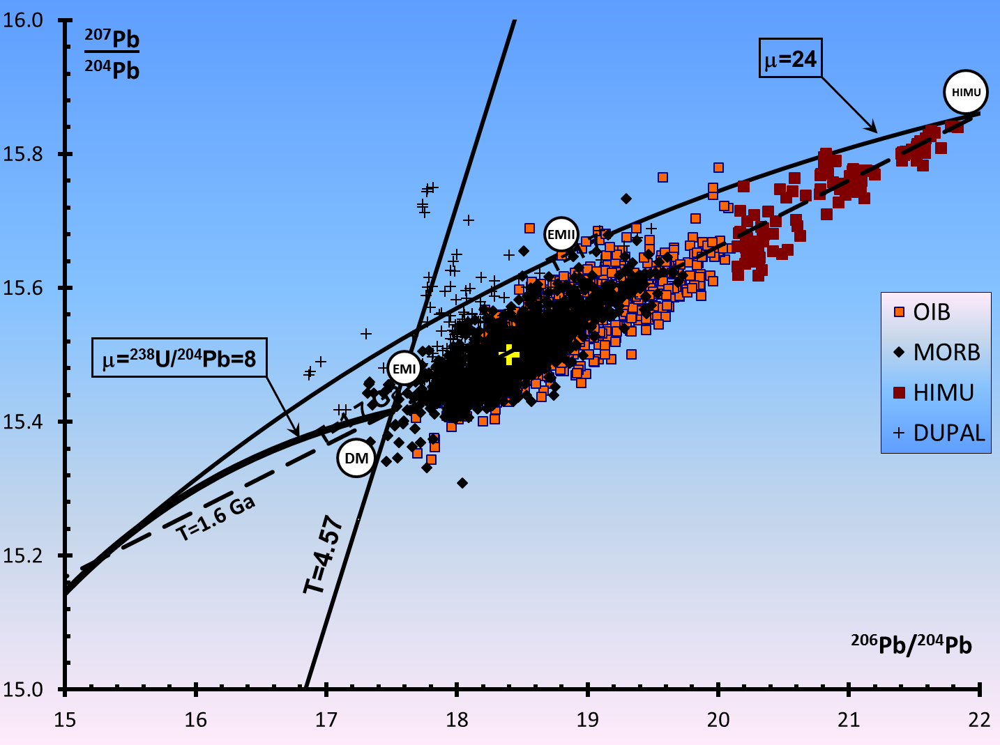 16.0
²⁰⁷Pb
²⁰⁴Pb
μ=24
HIMU
15.8
EMII
15.6
OIB
MORB
HIMU
DUPAL
μ=²³⁸U/²⁰⁴Pb=8
EMI
15.4
DM
T=1.6 Ga
T=4.57
15.2
²⁰⁶Pb/²⁰⁴Pb
15.0
15 16 17 18 19 20 21 22